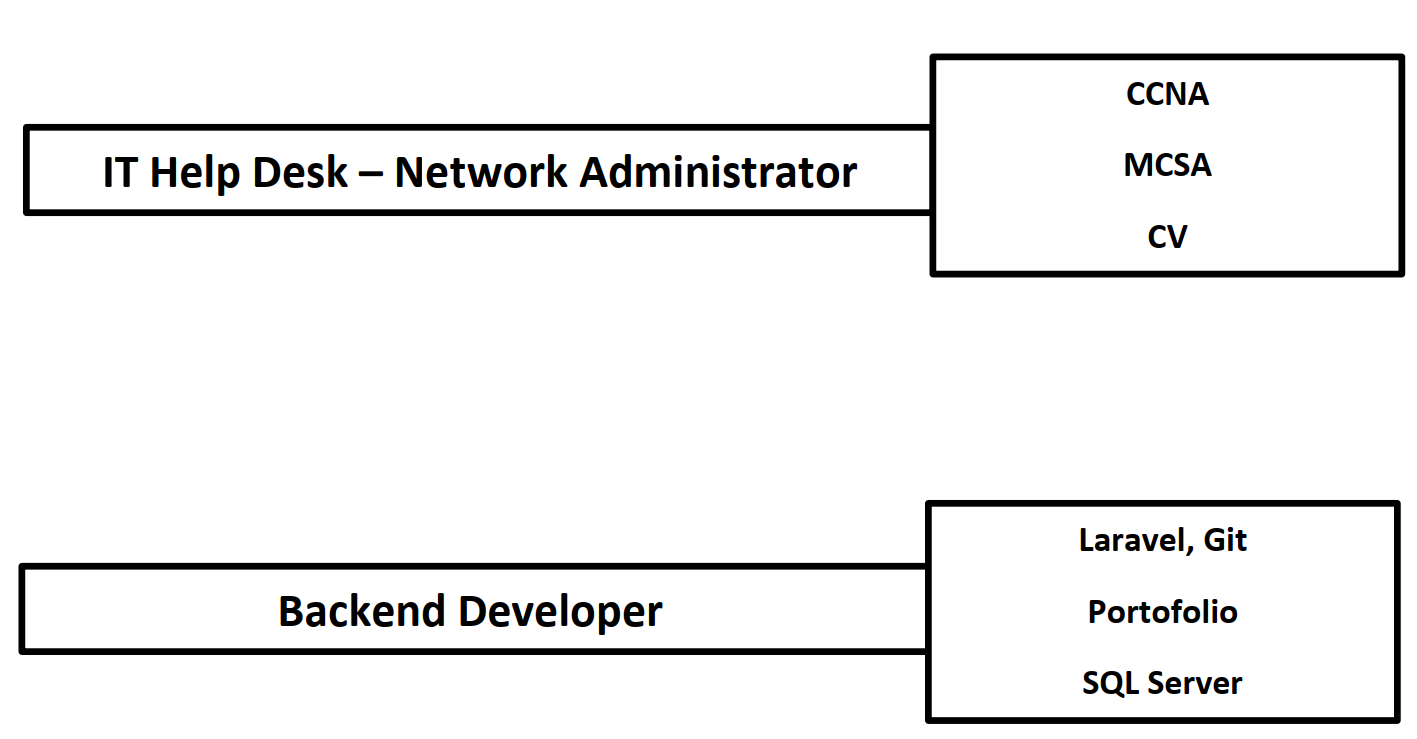 IT Help Desk – Network Administrator
CCNA
MCSA
CV
Backend Developer
Laravel, Git
Portofolio
SQL Server